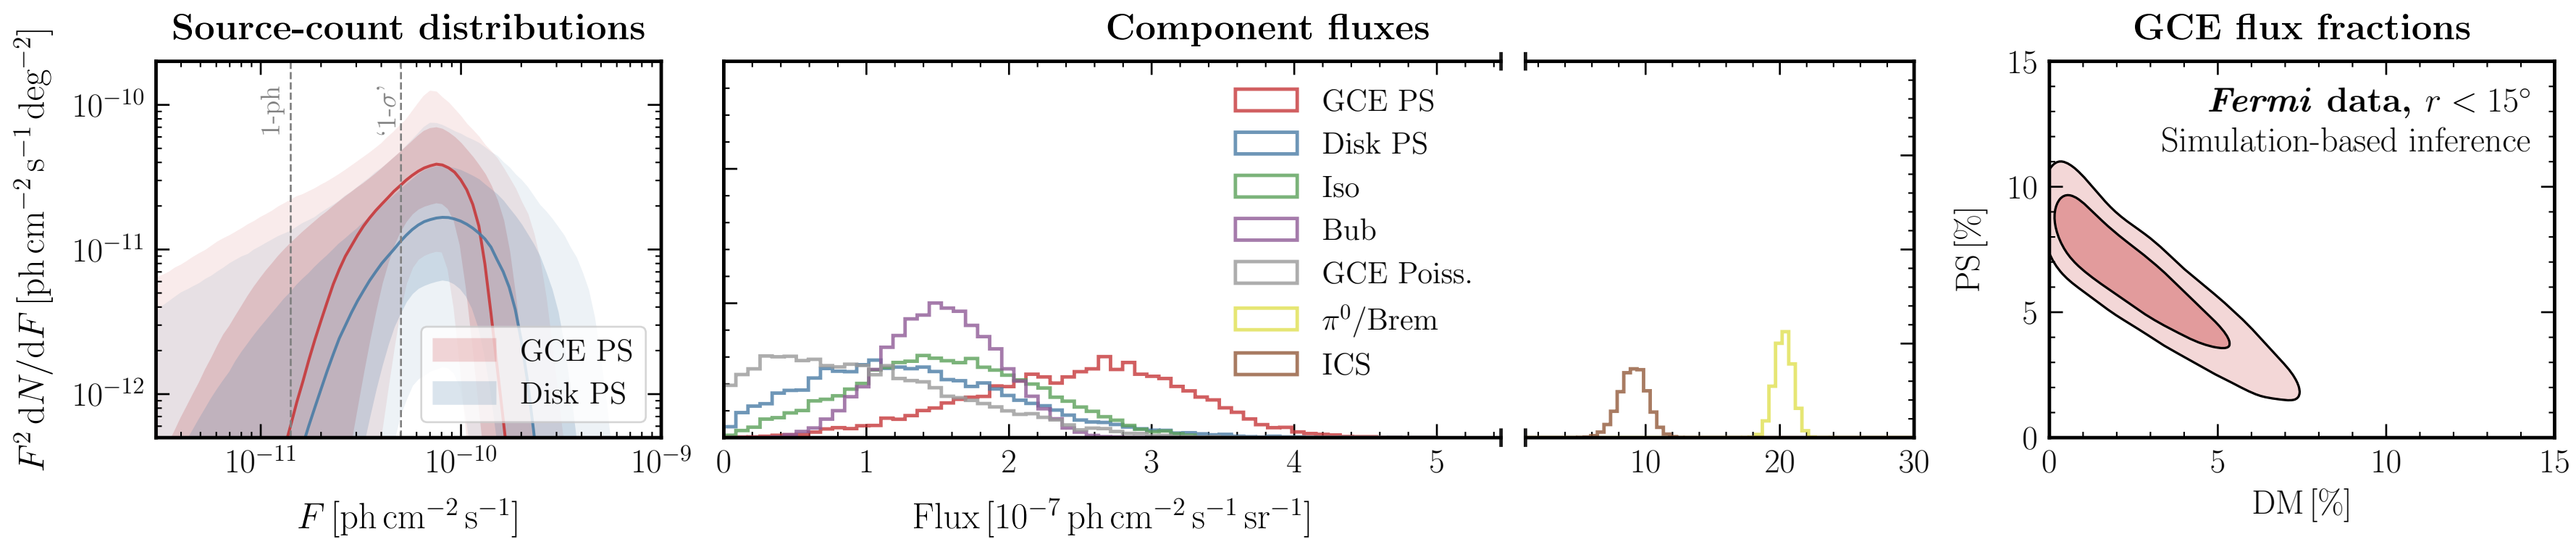 Source-count distributions
F² dN/dF [ph cm⁻² s⁻¹ deg⁻²]
10⁻¹⁰
10⁻¹¹
10⁻¹²
1-ph
‘1-σ’
GCE PS
Disk PS
10⁻¹¹
10⁻¹⁰
10⁻⁹
F [ph cm⁻² s⁻¹]
Component fluxes
GCE PS
Disk PS
Iso
Bub
GCE Poiss.
π⁰/Brem
ICS
0
1
2
3
4
5
10
20
30
Flux [10⁻⁷ ph cm⁻² s⁻¹ sr⁻¹]
GCE flux fractions
Fermi data, r < 15°
Simulation-based inference
PS [%]
15
10
5
0
0
5
10
15
DM [%]